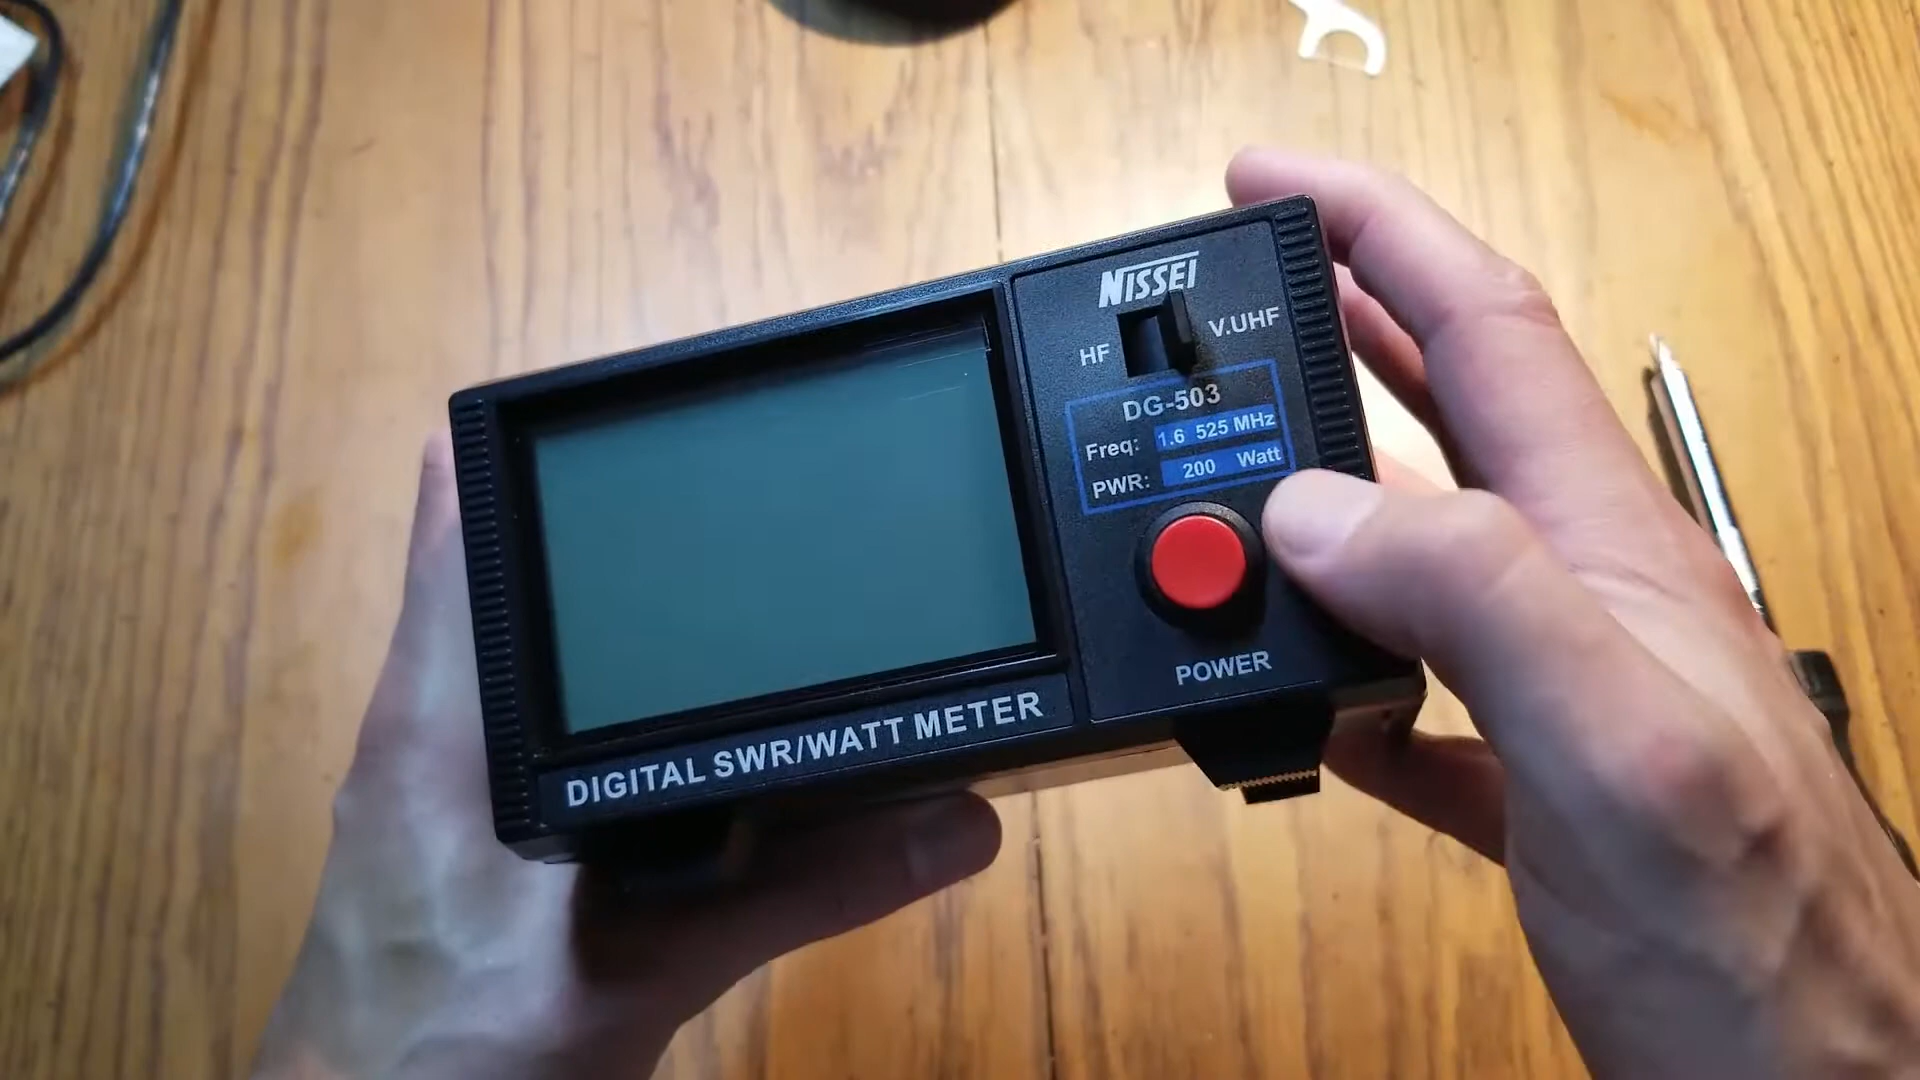 NISSEI
HF
V.UHF
DG-503
Freq: 1.6 525 MHz
PWR: 200 Watt
POWER
DIGITAL SWR/WATT METER